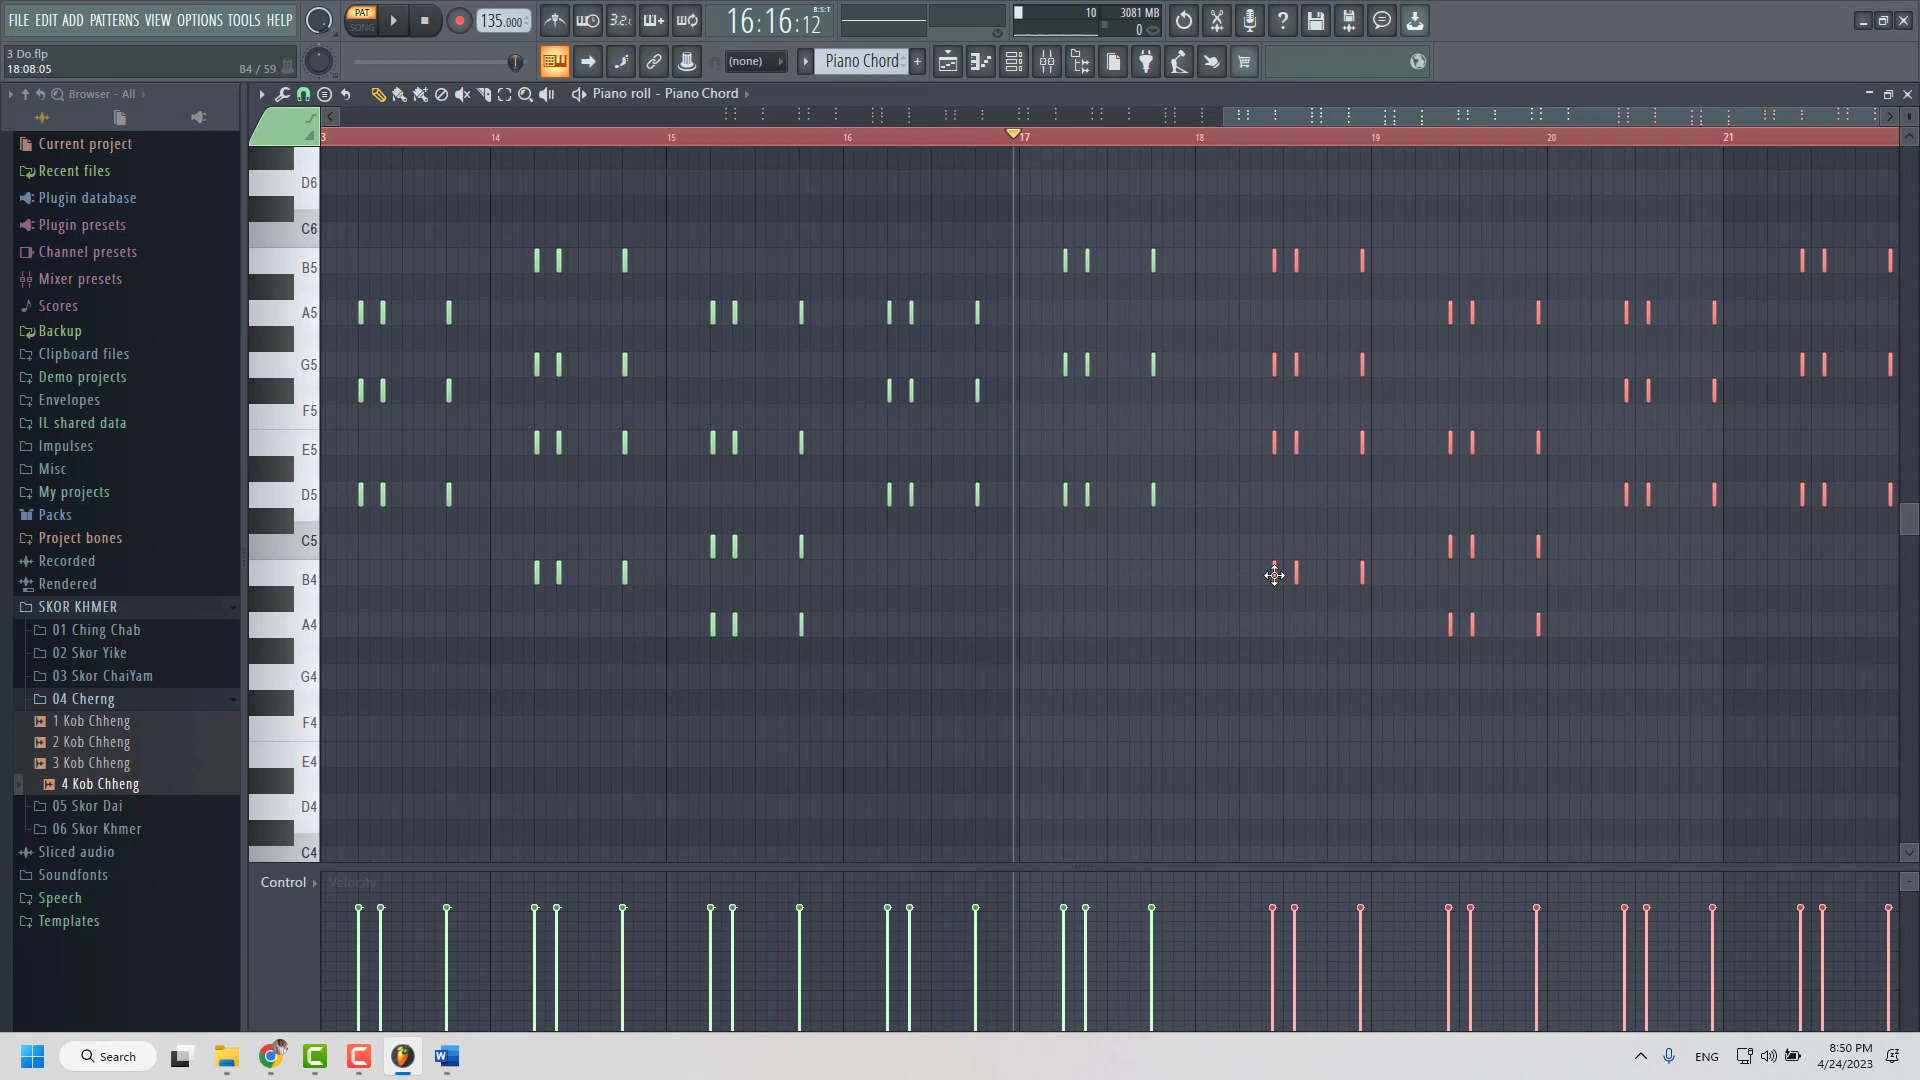 FILE EDIT ADD PATTERNS VIEW OPTIONS TOOLS HELP
PAT
SONG
135.000
3.2.
16:16:12
B:S:T
10
3081 MB
0
3 Do.flp
18:08:05
B4 / 59
(none)
Piano Chord
Browser - All
Piano roll - Piano Chord
Current project
Recent files
Plugin database
Plugin presets
Channel presets
Mixer presets
Scores
Backup
Clipboard files
Demo projects
Envelopes
IL shared data
Impulses
Misc
My projects
Packs
Project bones
Recorded
Rendered
SKOR KHMER
01 Ching Chab
02 Skor Yike
03 Skor ChaiYam
04 Cherng
1 Kob Chheng
2 Kob Chheng
3 Kob Chheng
4 Kob Chheng
05 Skor Dai
06 Skor Khmer
Sliced audio
Soundfonts
Speech
Templates
3
14
15
16
17
18
19
20
21
D6
C6
B5
A5
G5
F5
E5
D5
C5
B4
A4
G4
F4
E4
D4
C4
Control
Velocity
Search
ENG
8:50 PM
4/24/2023